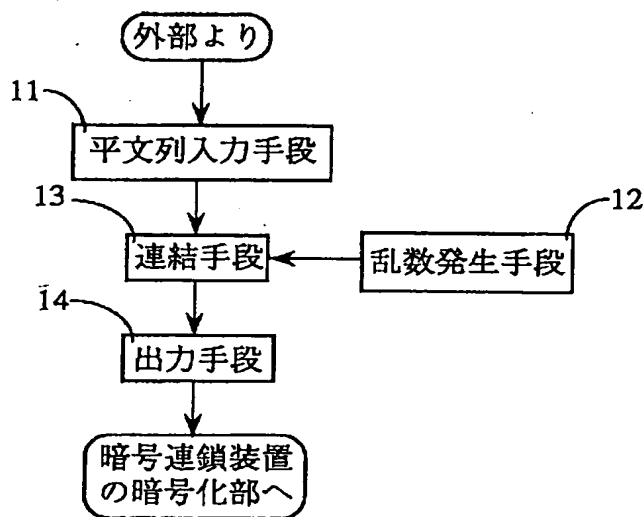 外部より
11
平文列入力手段
13
12
連結手段
乱数発生手段
14
出力手段
暗号連鎖装置
の暗号化部へ